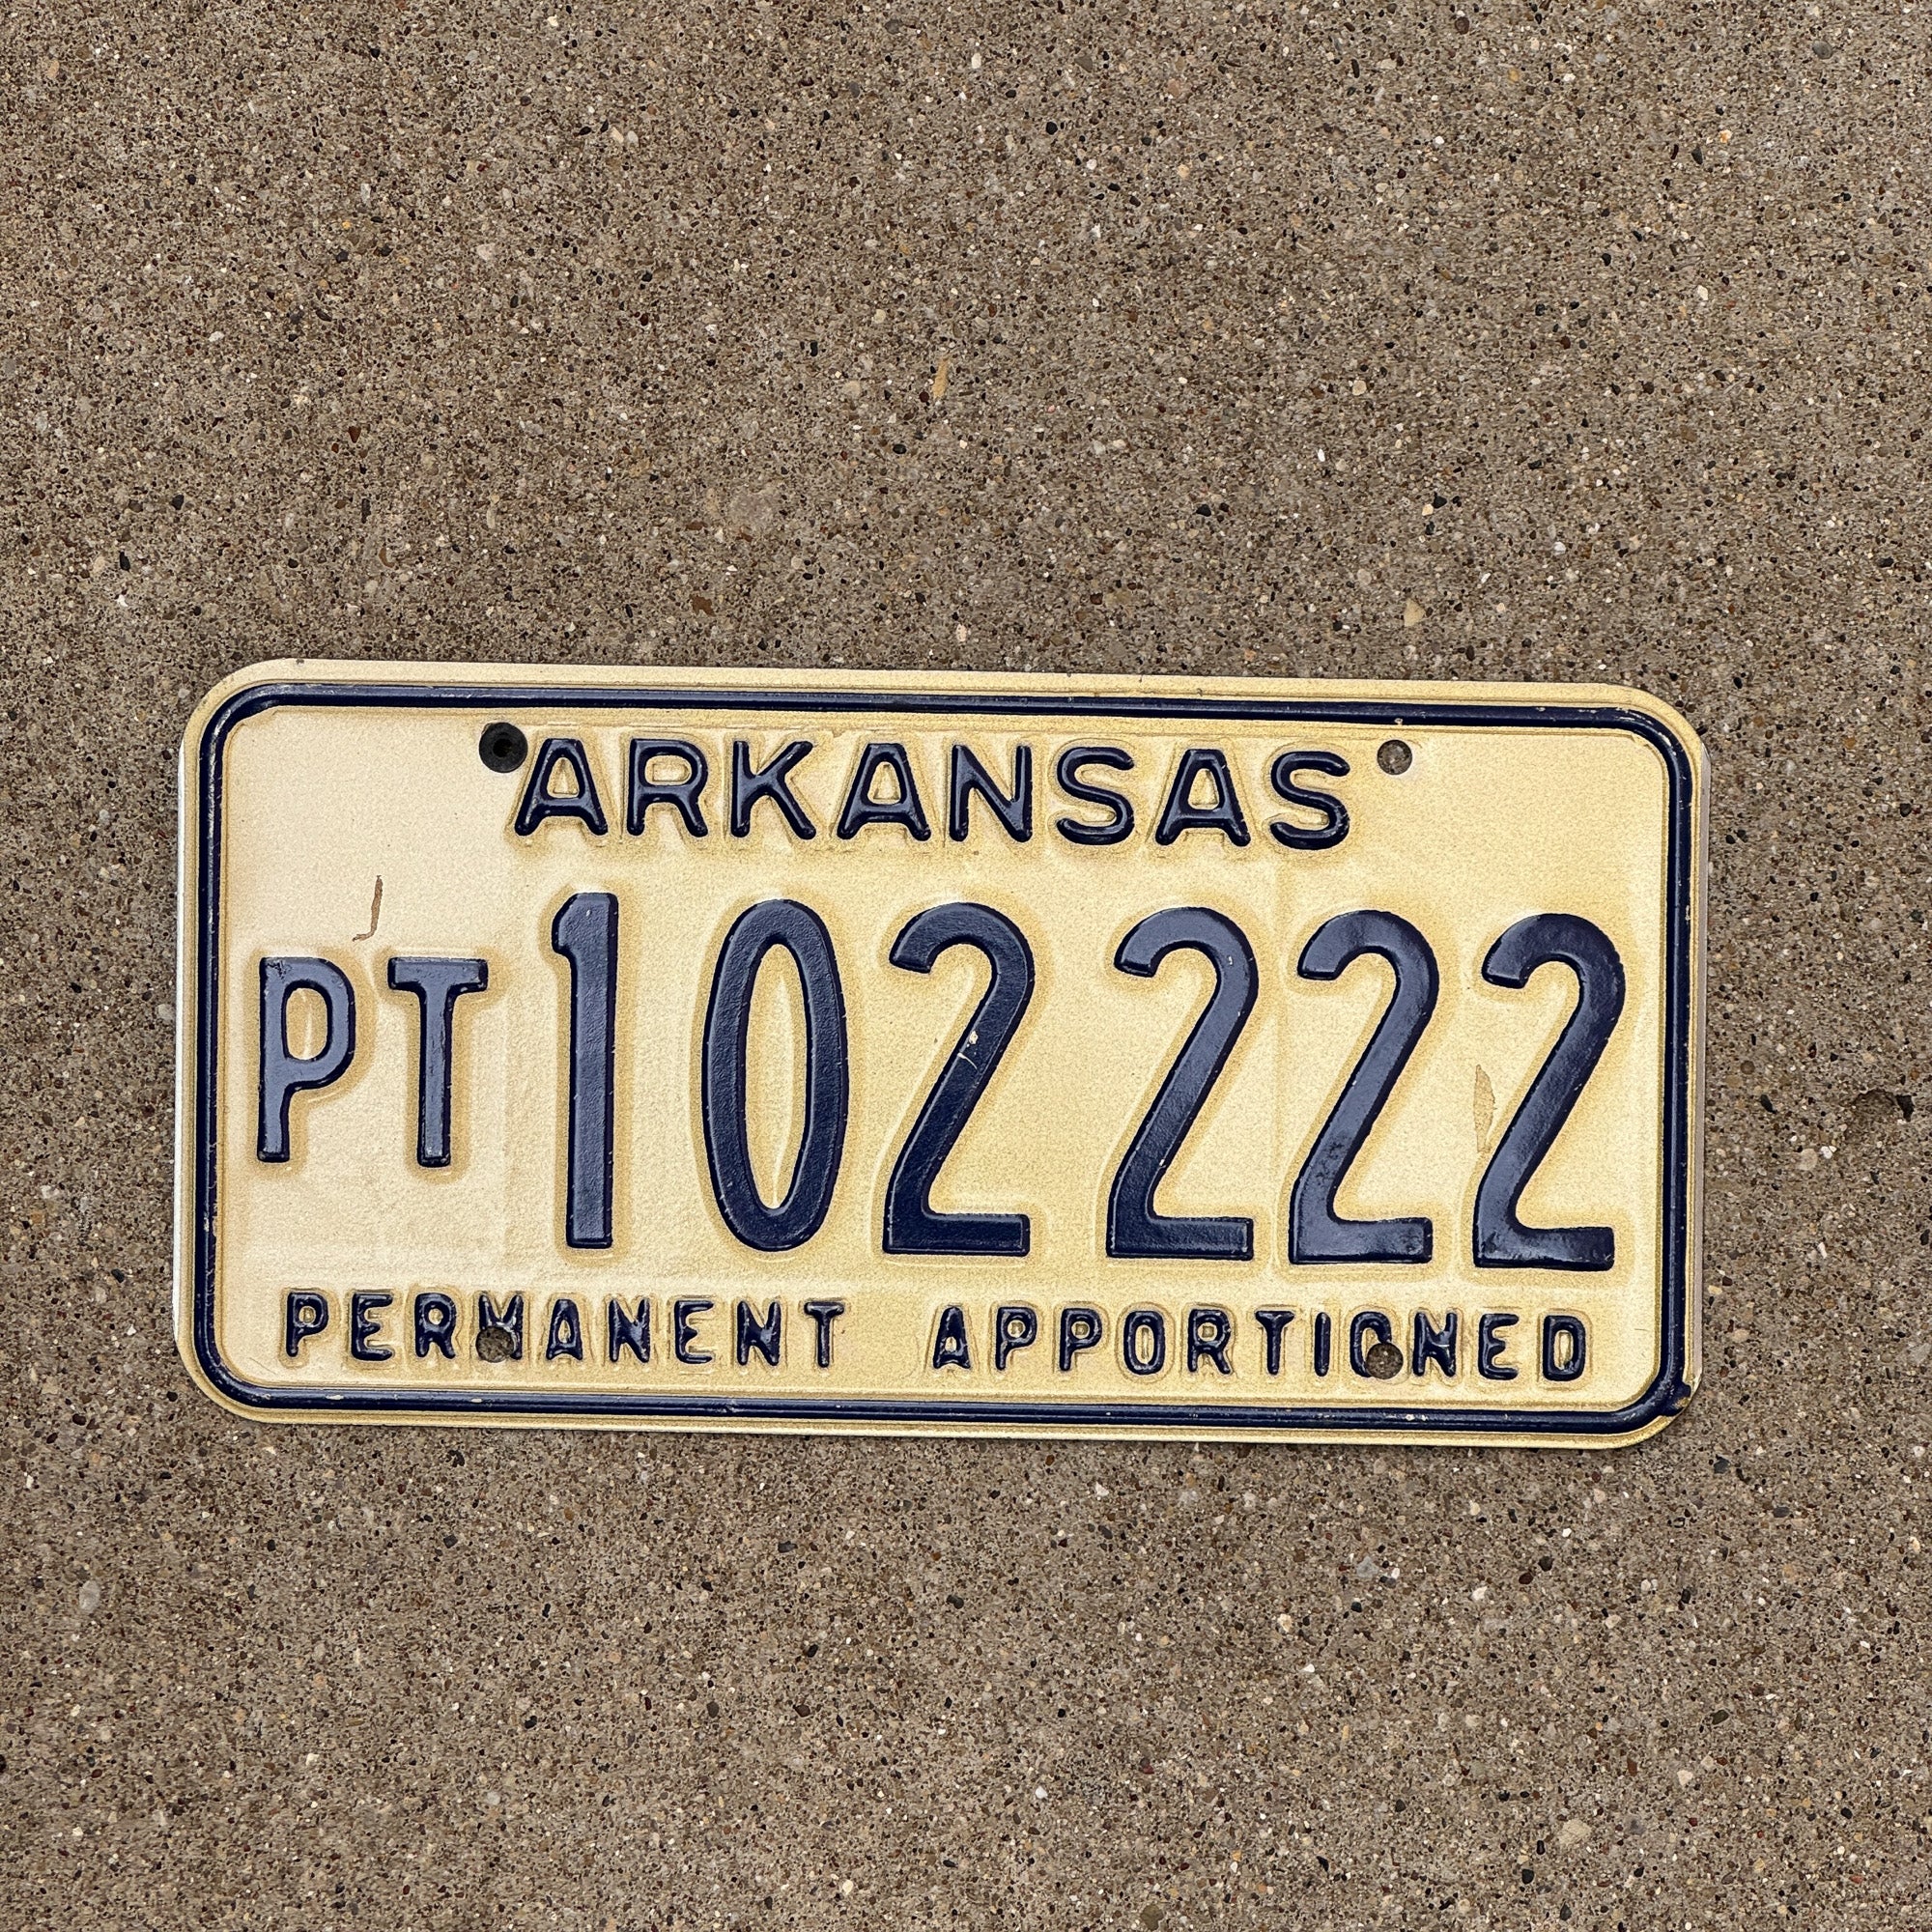 ARKANSAS
PT 102 222
PERMANENT APPORTIONED